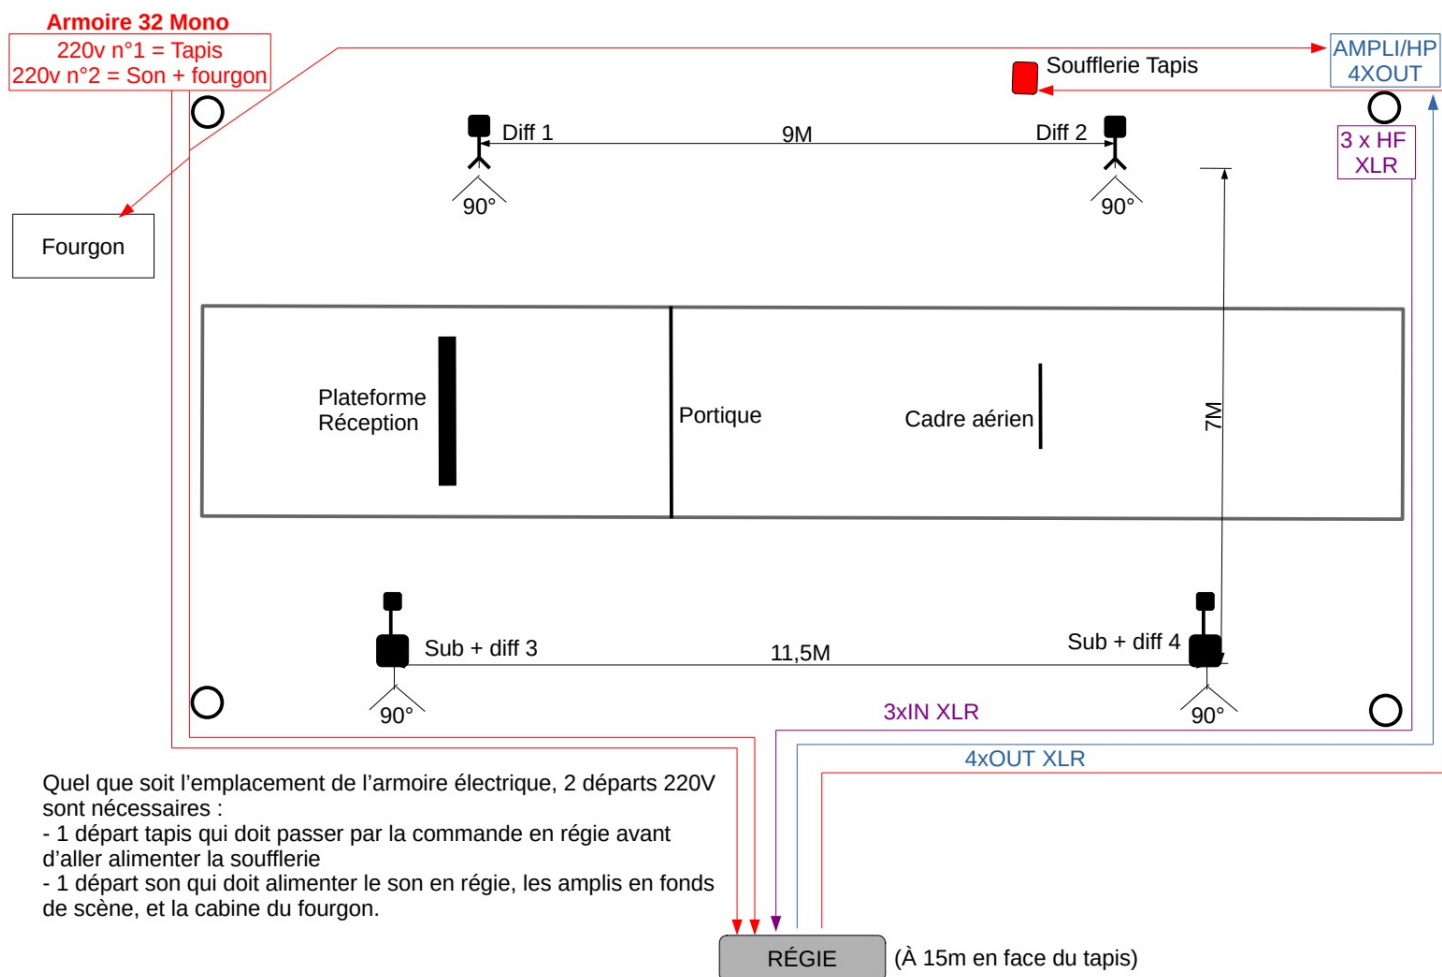 Armoire 32 Mono
220v n°1 = Tapis
220v n°2 = Son + fourgon
AMPLI/HP
4XOUT
Soufflerie Tapis
Diff 1
9M
Diff 2
3 x HF
XLR
90°
90°
Fourgon
Plateforme
Réception
Portique
Cadre aérien
7M
Sub + diff 3
11,5M
Sub + diff 4
90°
90°
3xIN XLR
4xOUT XLR
Quel que soit l’emplacement de l’armoire électrique, 2 départs 220V
sont nécessaires :
- 1 départ tapis qui doit passer par la commande en régie avant
d’aller alimenter la soufflerie
- 1 départ son qui doit alimenter le son en régie, les amplis en fonds
de scène, et la cabine du fourgon.
RÉGIE
(À 15m en face du tapis)